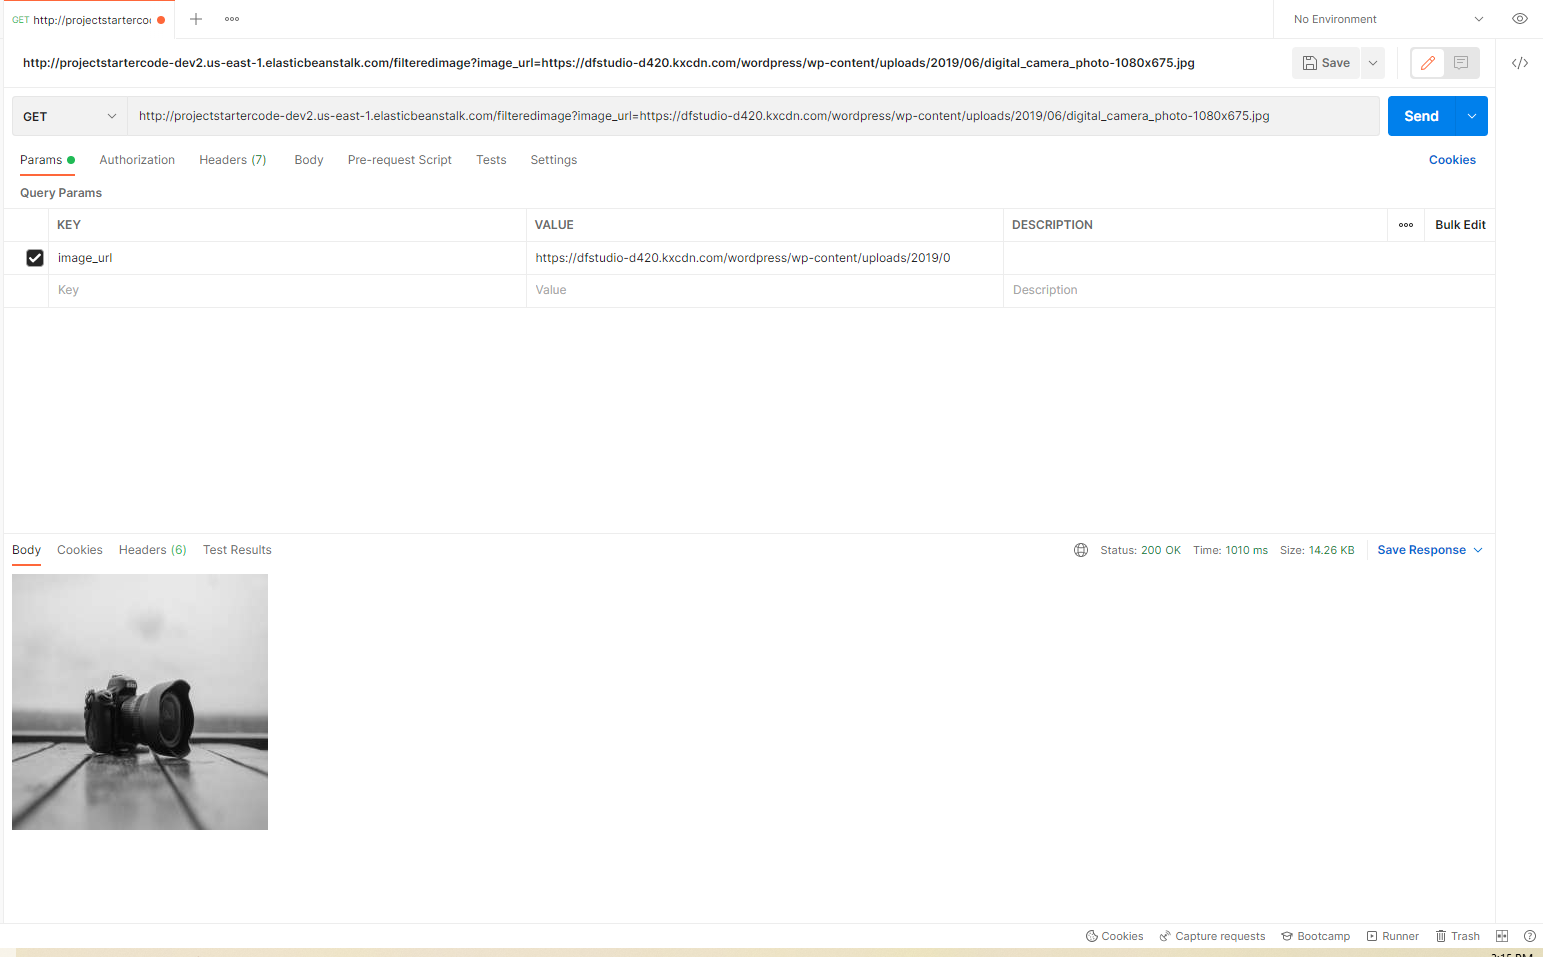 GET http://projectstartercoc
No Environment
http://projectstartercode-dev2.us-east-1.elasticbeanstalk.com/filteredimage?image_url=https://dfstudio-d420.kxcdn.com/wordpress/wp-content/uploads/2019/06/digital_camera_photo-1080x675.jpg
Save
GET http://projectstartercode-dev2.us-east-1.elasticbeanstalk.com/filteredimage?image_url=https://dfstudio-d420.kxcdn.com/wordpress/wp-content/uploads/2019/06/digital_camera_photo-1080x675.jpg Send
Params Authorization Headers (7) Body Pre-request Script Tests Settings Cookies
Query Params
KEY VALUE DESCRIPTION Bulk Edit
image_url https://dfstudio-d420.kxcdn.com/wordpress/wp-content/uploads/2019/0
Key Value Description
Body Cookies Headers (6) Test Results Status: 200 OK Time: 1010 ms Size: 14.26 KB Save Response
Cookies Capture requests Bootcamp Runner Trash